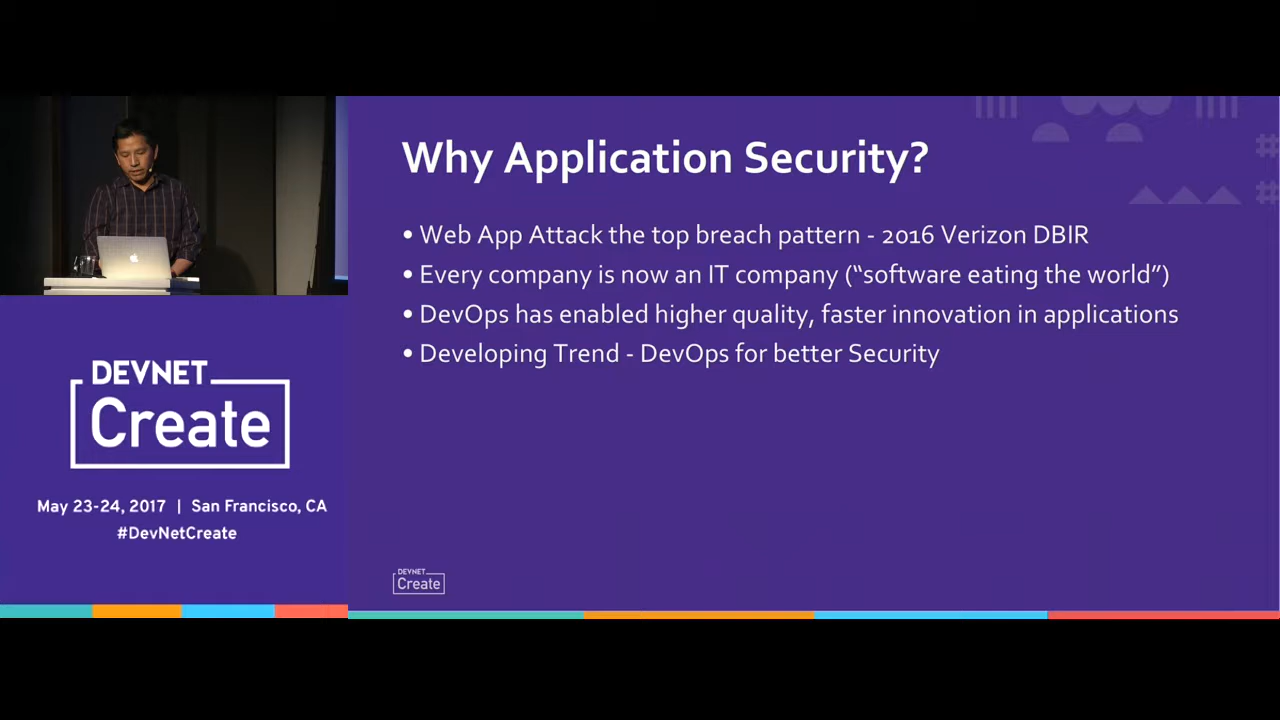 Why Application Security?
• Web App Attack the top breach pattern - 2016 Verizon DBIR
• Every company is now an IT company (“software eating the world”)
• DevOps has enabled higher quality, faster innovation in applications
• Developing Trend - DevOps for better Security
DEVNET
Create
May 23-24, 2017 | San Francisco, CA
#DevNetCreate
DEVNET
Create